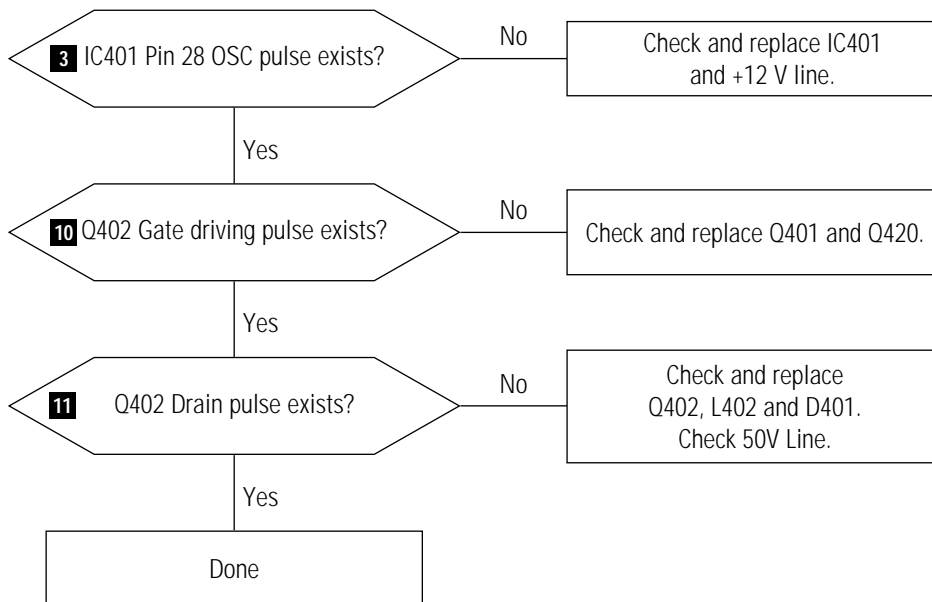 3 IC401 Pin 28 OSC pulse exists?
No
Check and replace IC401
and +12 V line.
Yes
10 Q402 Gate driving pulse exists?
No
Check and replace Q401 and Q420.
Yes
11 Q402 Drain pulse exists?
No
Check and replace
Q402, L402 and D401.
Check 50V Line.
Yes
Done